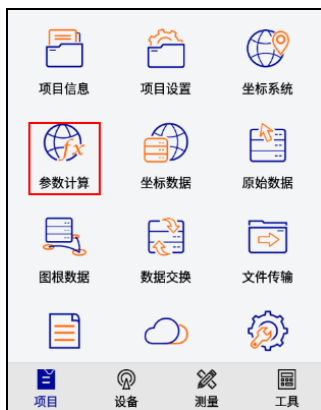 项目信息 项目设置 坐标系统
fx
参数计算 坐标数据 原始数据
图根数据 数据交换 文件传输
项目 设备 测量 工具